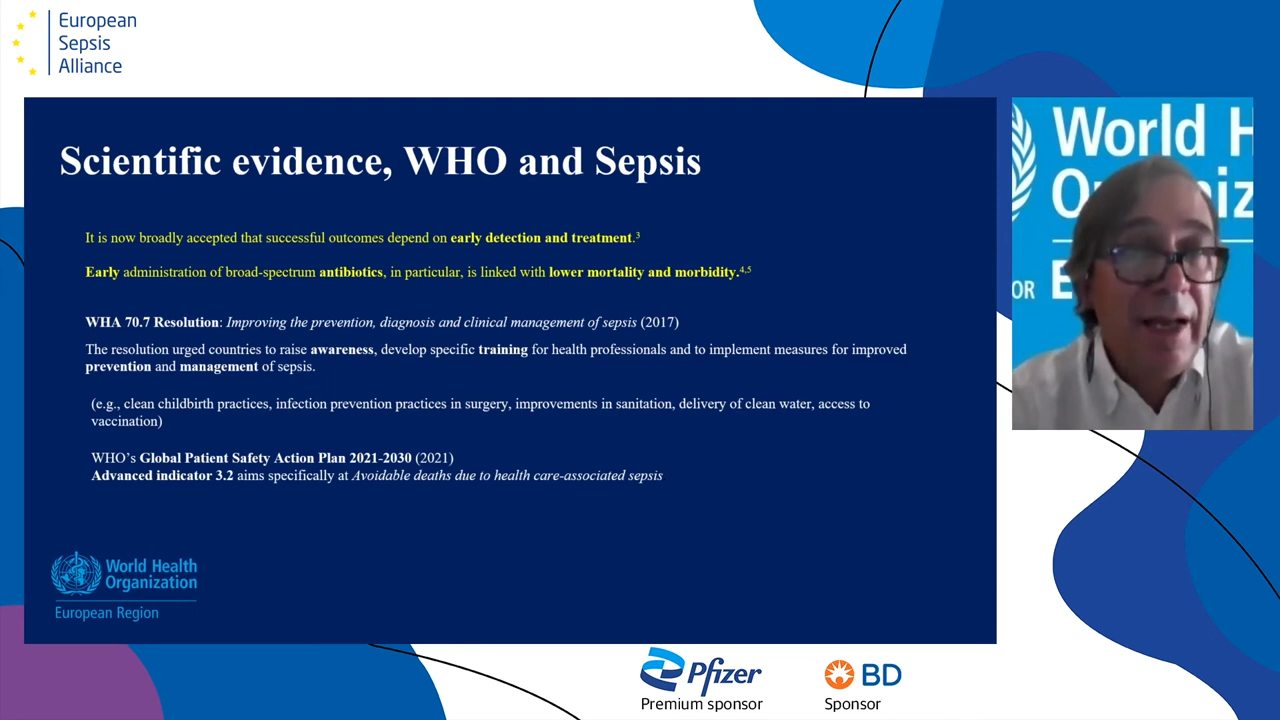 European
Sepsis
Alliance
Scientific evidence, WHO and Sepsis
It is now broadly accepted that successful outcomes depend on early detection and treatment.³
Early administration of broad-spectrum antibiotics, in particular, is linked with lower mortality and morbidity.⁴,⁵
WHA 70.7 Resolution: Improving the prevention, diagnosis and clinical management of sepsis (2017)
The resolution urged countries to raise awareness, develop specific training for health professionals and to implement measures for improved
prevention and management of sepsis.
(e.g., clean childbirth practices, infection prevention practices in surgery, improvements in sanitation, delivery of clean water, access to
vaccination)
WHO's Global Patient Safety Action Plan 2021-2030 (2021)
Advanced indicator 3.2 aims specifically at Avoidable deaths due to health care-associated sepsis
World Health
Organization
European Region
World H
OR
Pfizer
Premium sponsor
BD
Sponsor